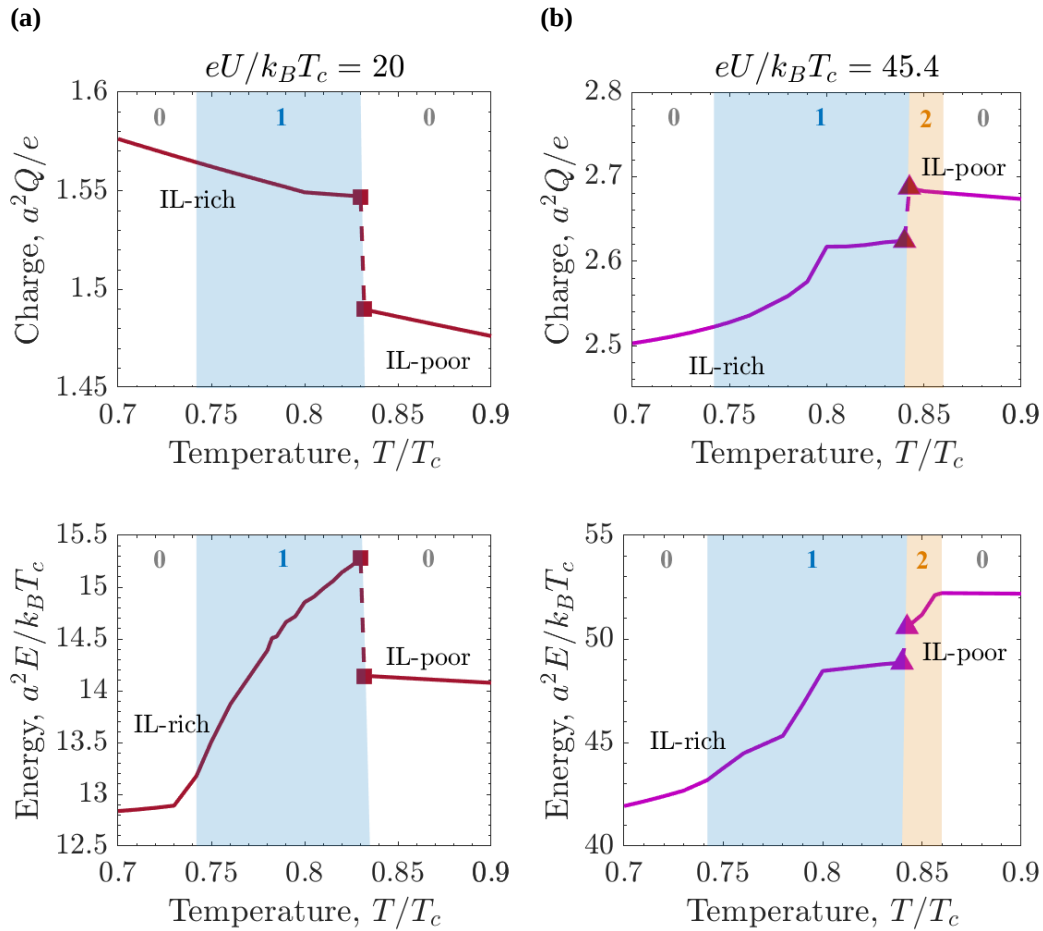 (a)
eU/k_BT_c = 20
Charge, a²Q/e
1.6
1.55
1.5
1.45
0 1 0
IL-rich
IL-poor
0.7 0.75 0.8 0.85 0.9
Temperature, T/T_c
(b)
eU/k_BT_c = 45.4
Charge, a²Q/e
2.8
2.7
2.6
2.5
0 1 2 0
IL-poor
IL-rich
0.7 0.75 0.8 0.85 0.9
Temperature, T/T_c
Energy, a²E/k_BT_c
15.5
15
14.5
14
13.5
13
12.5
0 1 0
IL-poor
IL-rich
0.7 0.75 0.8 0.85 0.9
Temperature, T/T_c
Energy, a²E/k_BT_c
55
50
45
40
0 1 2 0
IL-poor
IL-rich
0.7 0.75 0.8 0.85 0.9
Temperature, T/T_c